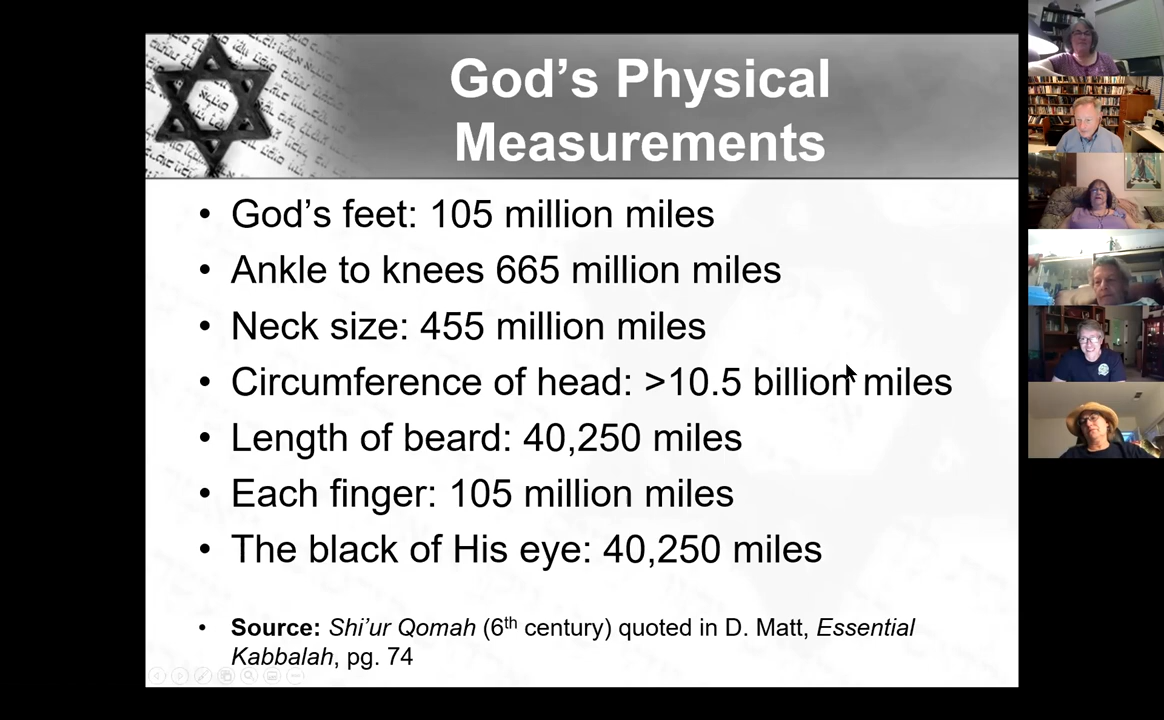 God’s Physical
Measurements
• God’s feet: 105 million miles
• Ankle to knees 665 million miles
• Neck size: 455 million miles
• Circumference of head: >10.5 billion miles
• Length of beard: 40,250 miles
• Each finger: 105 million miles
• The black of His eye: 40,250 miles
• Source: Shi’ur Qomah (6th century) quoted in D. Matt, Essential
Kabbalah, pg. 74